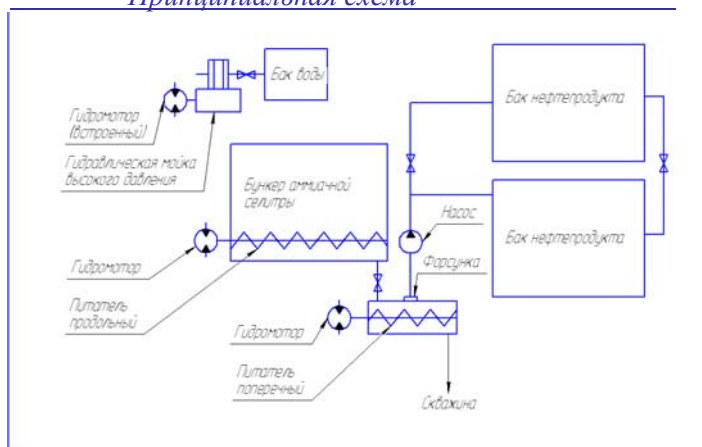 Принципиальная схема
Бак воды
Бак нефтепродукта
Гидромотор
(встроенный)
Гидравлическая мойка
высокого давления
Бункер аммиачной
селитры
Насос
Бак нефтепродукта
Форсунка
Гидромотор
Питатель
продольный
Гидромотор
Питатель
поперечный
Скважина